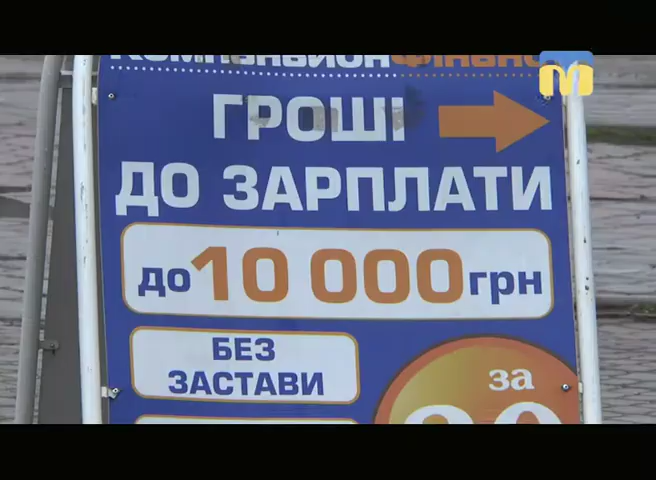 ГРОШІ
ДО ЗАРПЛАТИ
до 10 000 грн
БЕЗ
ЗАСТАВИ
за